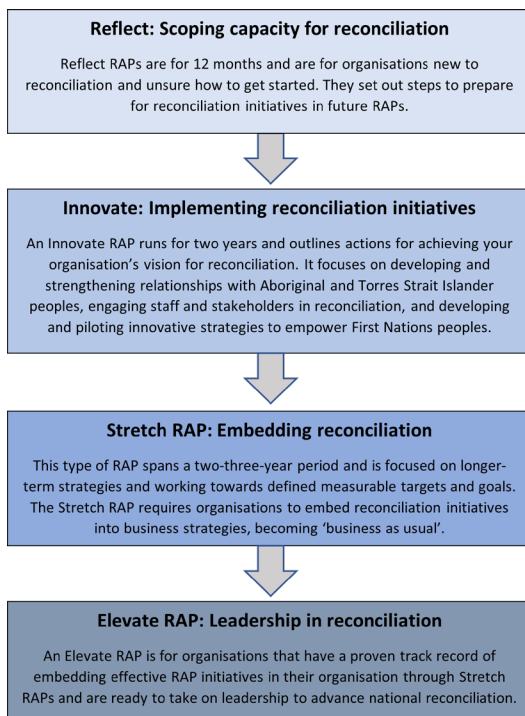 Reflect: Scoping capacity for reconciliation
Reflect RAPs are for 12 months and are for organisations new to
reconciliation and unsure how to get started. They set out steps to prepare
for reconciliation initiatives in future RAPs.
Innovate: Implementing reconciliation initiatives
An Innovate RAP runs for two years and outlines actions for achieving your
organisation’s vision for reconciliation. It focuses on developing and
strengthening relationships with Aboriginal and Torres Strait Islander
peoples, engaging staff and stakeholders in reconciliation, and developing
and piloting innovative strategies to empower First Nations peoples.
Stretch RAP: Embedding reconciliation
This type of RAP spans a two-three-year period and is focused on longer-
term strategies and working towards defined measurable targets and goals.
The Stretch RAP requires organisations to embed reconciliation initiatives
into business strategies, becoming ‘business as usual’.
Elevate RAP: Leadership in reconciliation
An Elevate RAP is for organisations that have a proven track record of
embedding effective RAP initiatives in their organisation through Stretch
RAPs and are ready to take on leadership to advance national reconciliation.